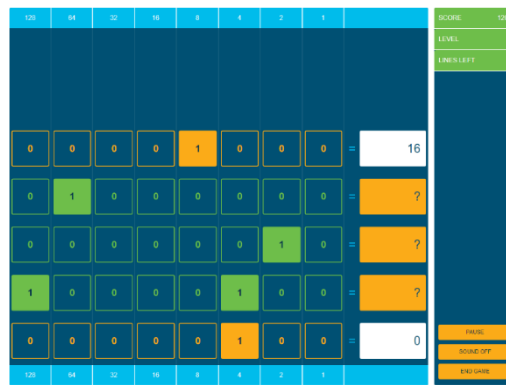 128 64 32 16 8 4 2 1
SCORE 120
LEVEL
LINES LEFT
0 0 0 0 1 0 0 0 = 16
0 1 0 0 0 0 0 0 = ?
0 0 0 0 0 0 1 0 = ?
1 0 0 0 0 1 0 0 = ?
0 0 0 0 0 1 0 0 = 0
PAUSE
SOUND OFF
END GAME
128 64 32 16 8 4 2 1